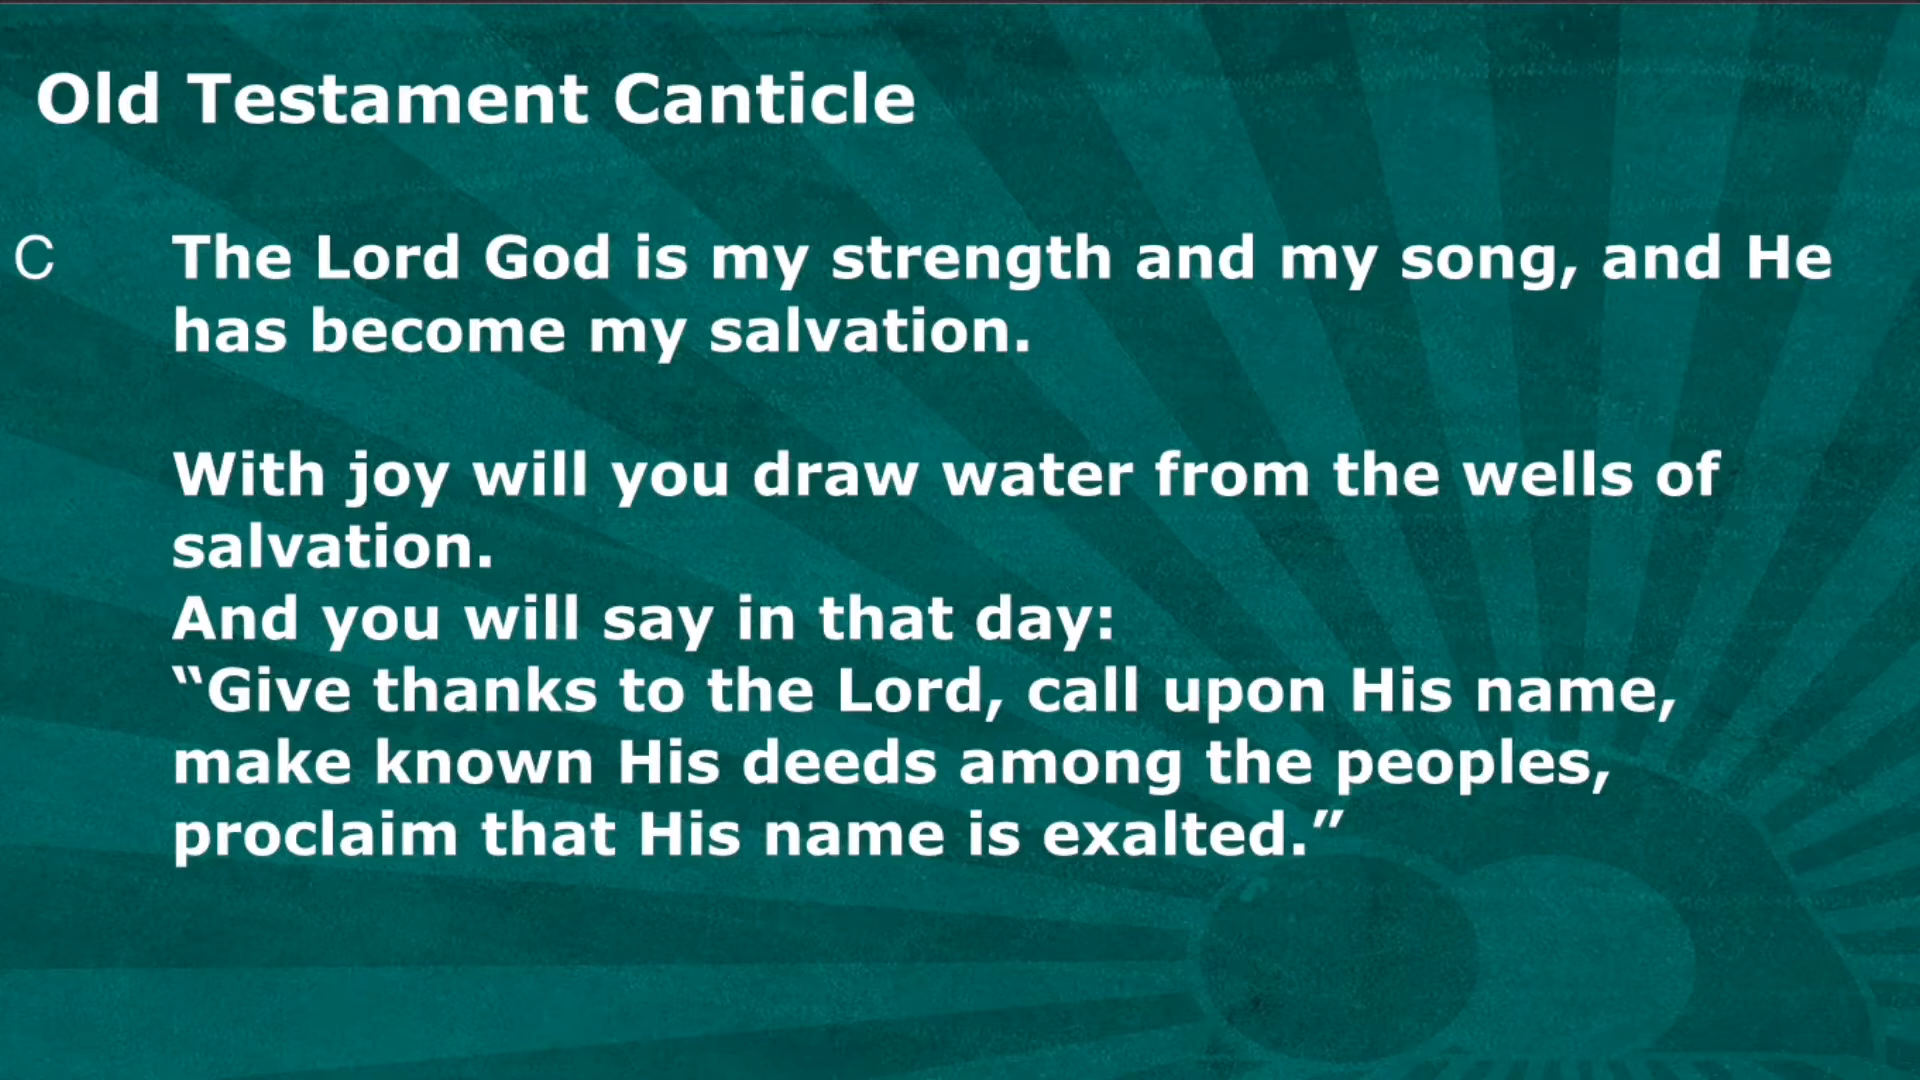 Old Testament Canticle
C The Lord God is my strength and my song, and He
has become my salvation.
With joy will you draw water from the wells of
salvation.
And you will say in that day:
“Give thanks to the Lord, call upon His name,
make known His deeds among the peoples,
proclaim that His name is exalted.”